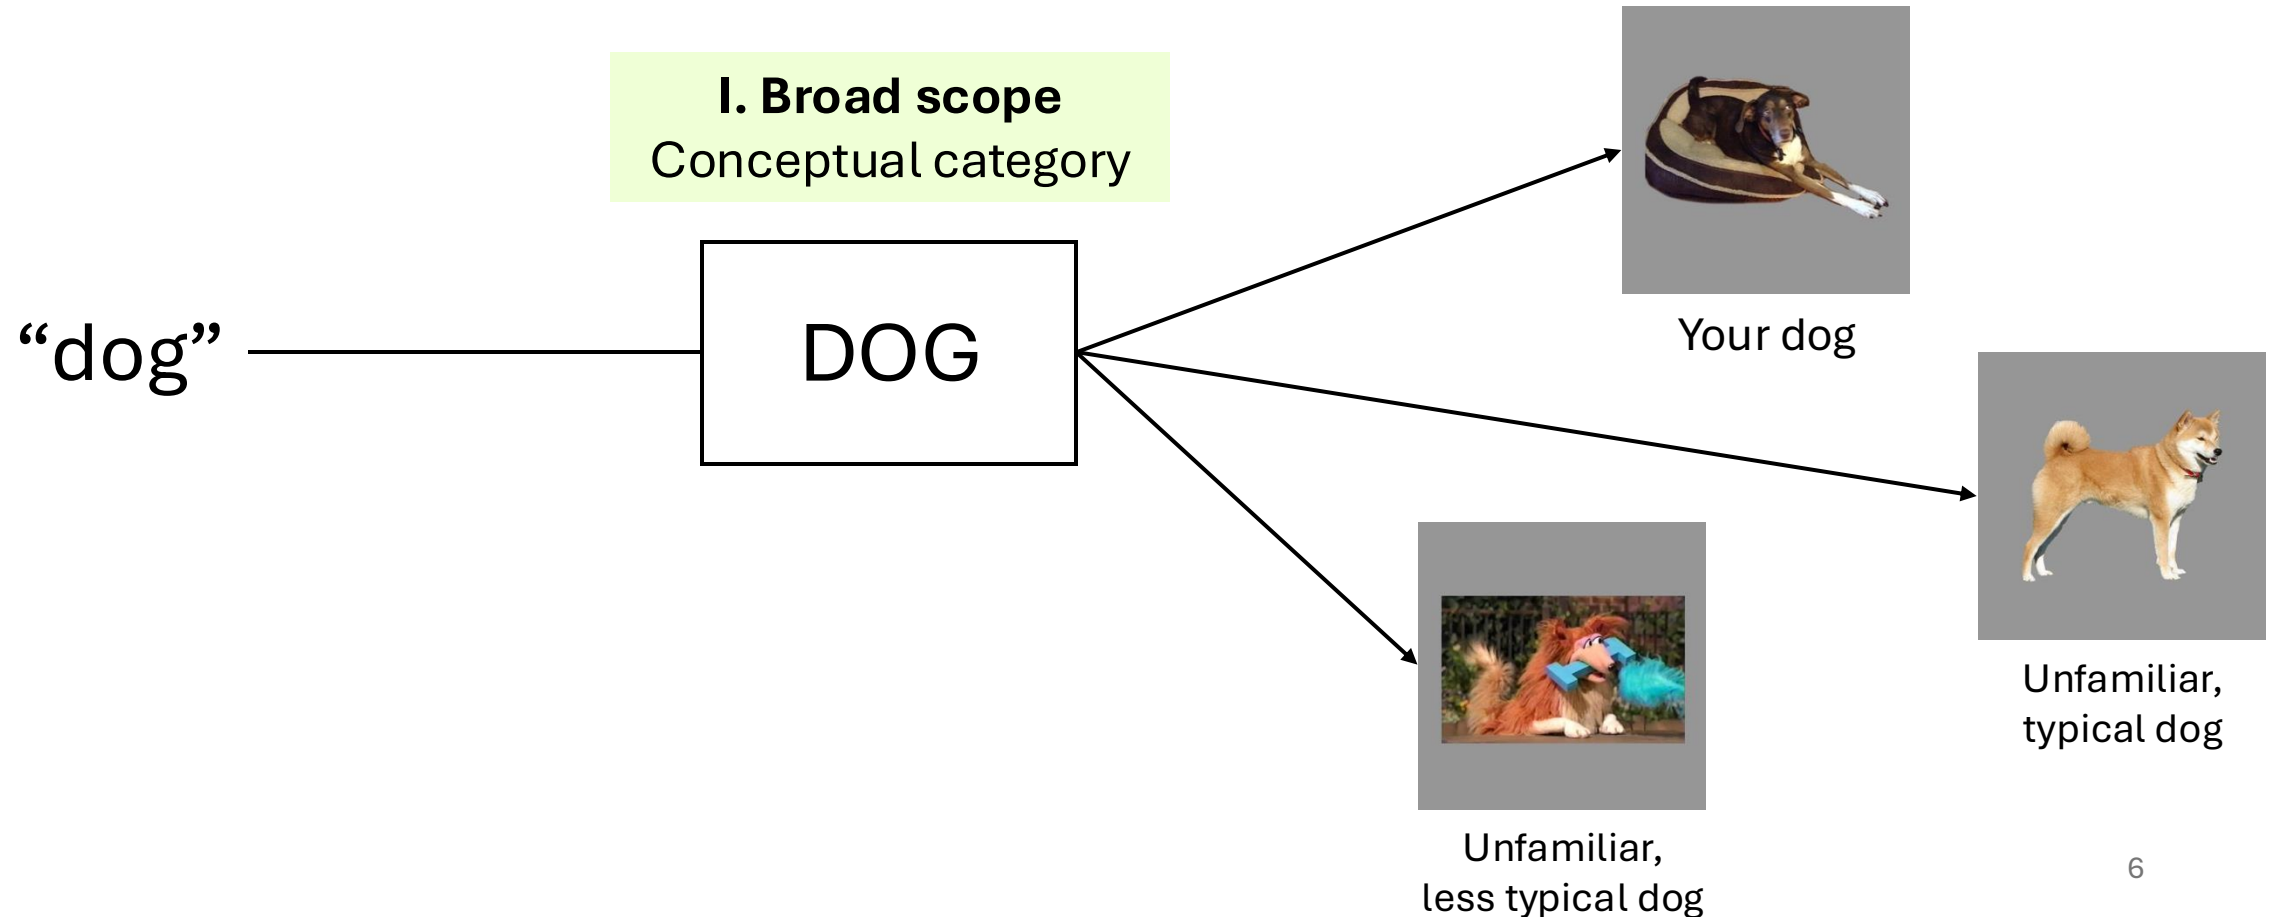 I. Broad scope
Conceptual category
“dog”
DOG
Your dog
Unfamiliar,
typical dog
Unfamiliar,
less typical dog
6